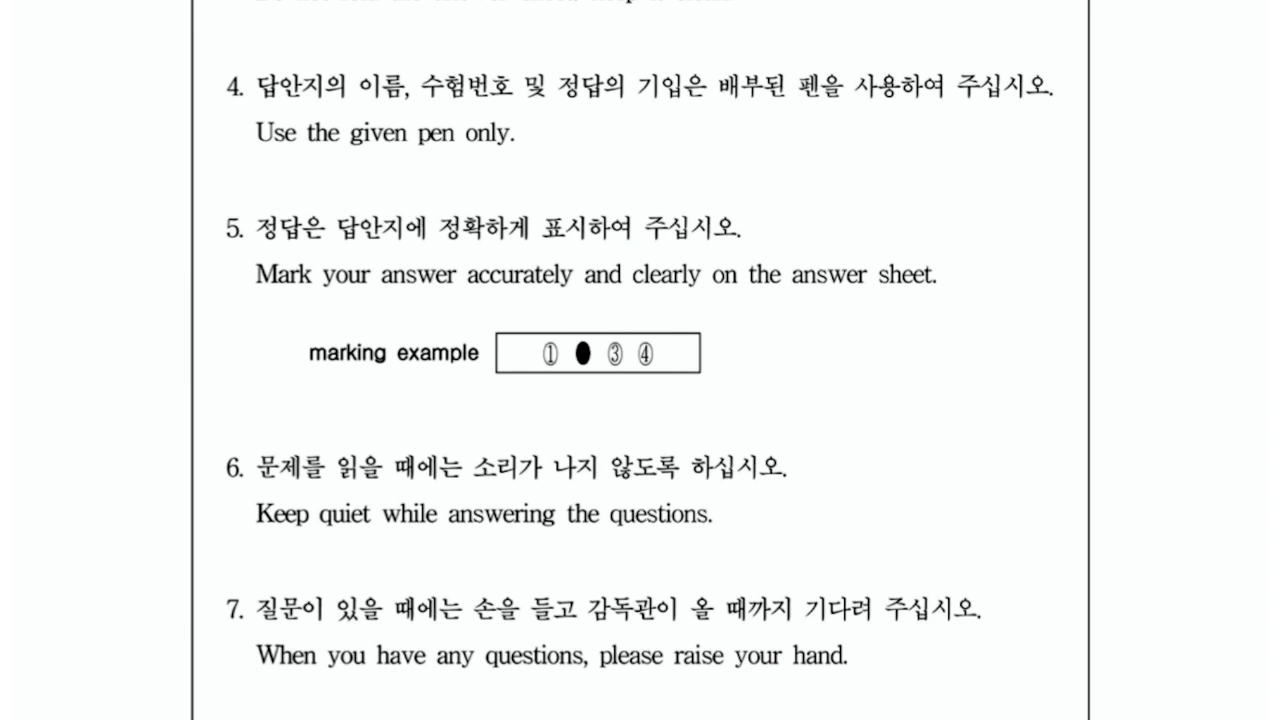 4. 답안지의 이름, 수험번호 및 정답의 기입은 배부된 펜을 사용하여 주십시오.
Use the given pen only.
5. 정답은 답안지에 정확하게 표시하여 주십시오.
Mark your answer accurately and clearly on the answer sheet.
marking example ① ● ③ ④
6. 문제를 읽을 때에는 소리가 나지 않도록 하십시오.
Keep quiet while answering the questions.
7. 질문이 있을 때에는 손을 들고 감독관이 올 때까지 기다려 주십시오.
When you have any questions, please raise your hand.